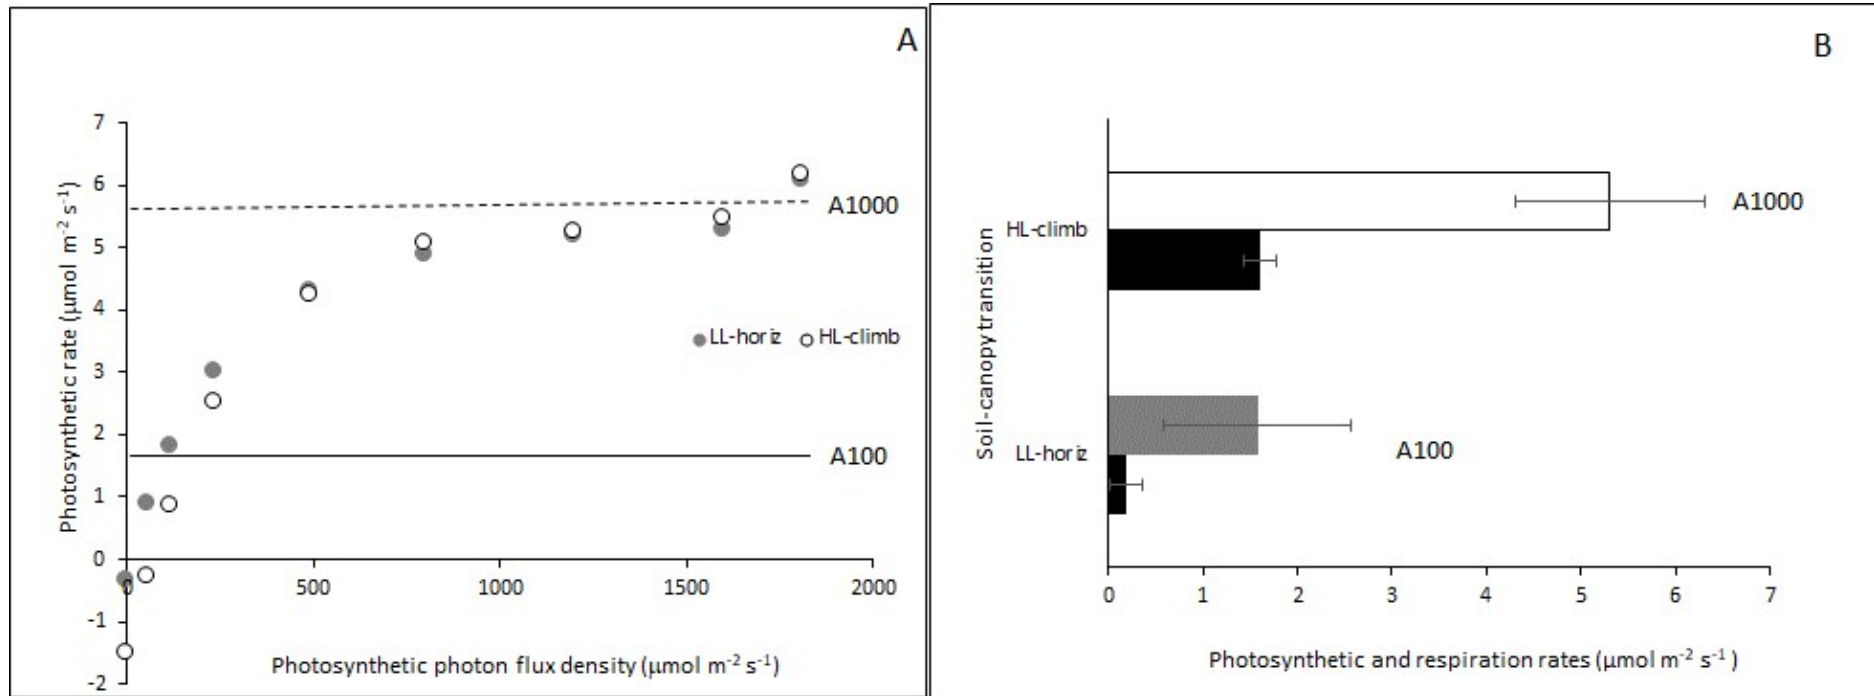 A
7
6
5
4
3
2
1
0
-1
-2
Photosynthetic rate (µmol m⁻² s⁻¹)
A1000
LL-horiz HL-climb
A100
0 500 1000 1500 2000
Photosynthetic photon flux density (µmol m⁻² s⁻¹)
B
Soil-canopy transition
HL-climb
A1000
LL-horiz
A100
0 1 2 3 4 5 6 7
Photosynthetic and respiration rates (µmol m⁻² s⁻¹ )